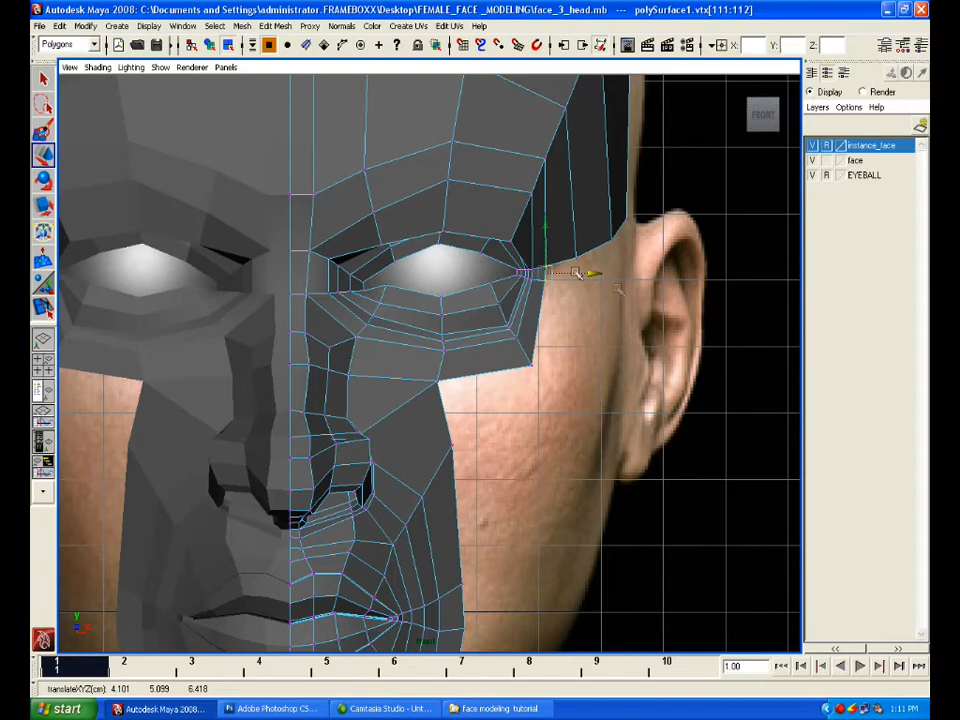 Autodesk Maya 2008: C:\Documents and Settings\administrator.FRAMEBOXX\Desktop\FEMALE_FACE _MODELING\face_3_head.mb --- polySurface1.vtx[111:112]
File Edit Modify Create Display Window Select Mesh Edit Mesh Proxy Normals Color Create UVs Edit UVs Help
Polygons X: Y: Z:
View Shading Lighting Show Renderer Panels
Display Render
Layers Options Help
FRONT
V R instance_face
V face
V R EYEBALL
y
1 2 3 4 5 6 7 8 9 10 1.00
1
translateXYZ(cm): 4.101 5.099 6.418
start Autodesk Maya 2008... Adobe Photoshop CS... Camtasia Studio - Unt... face modeling tutorial 1:11 PM